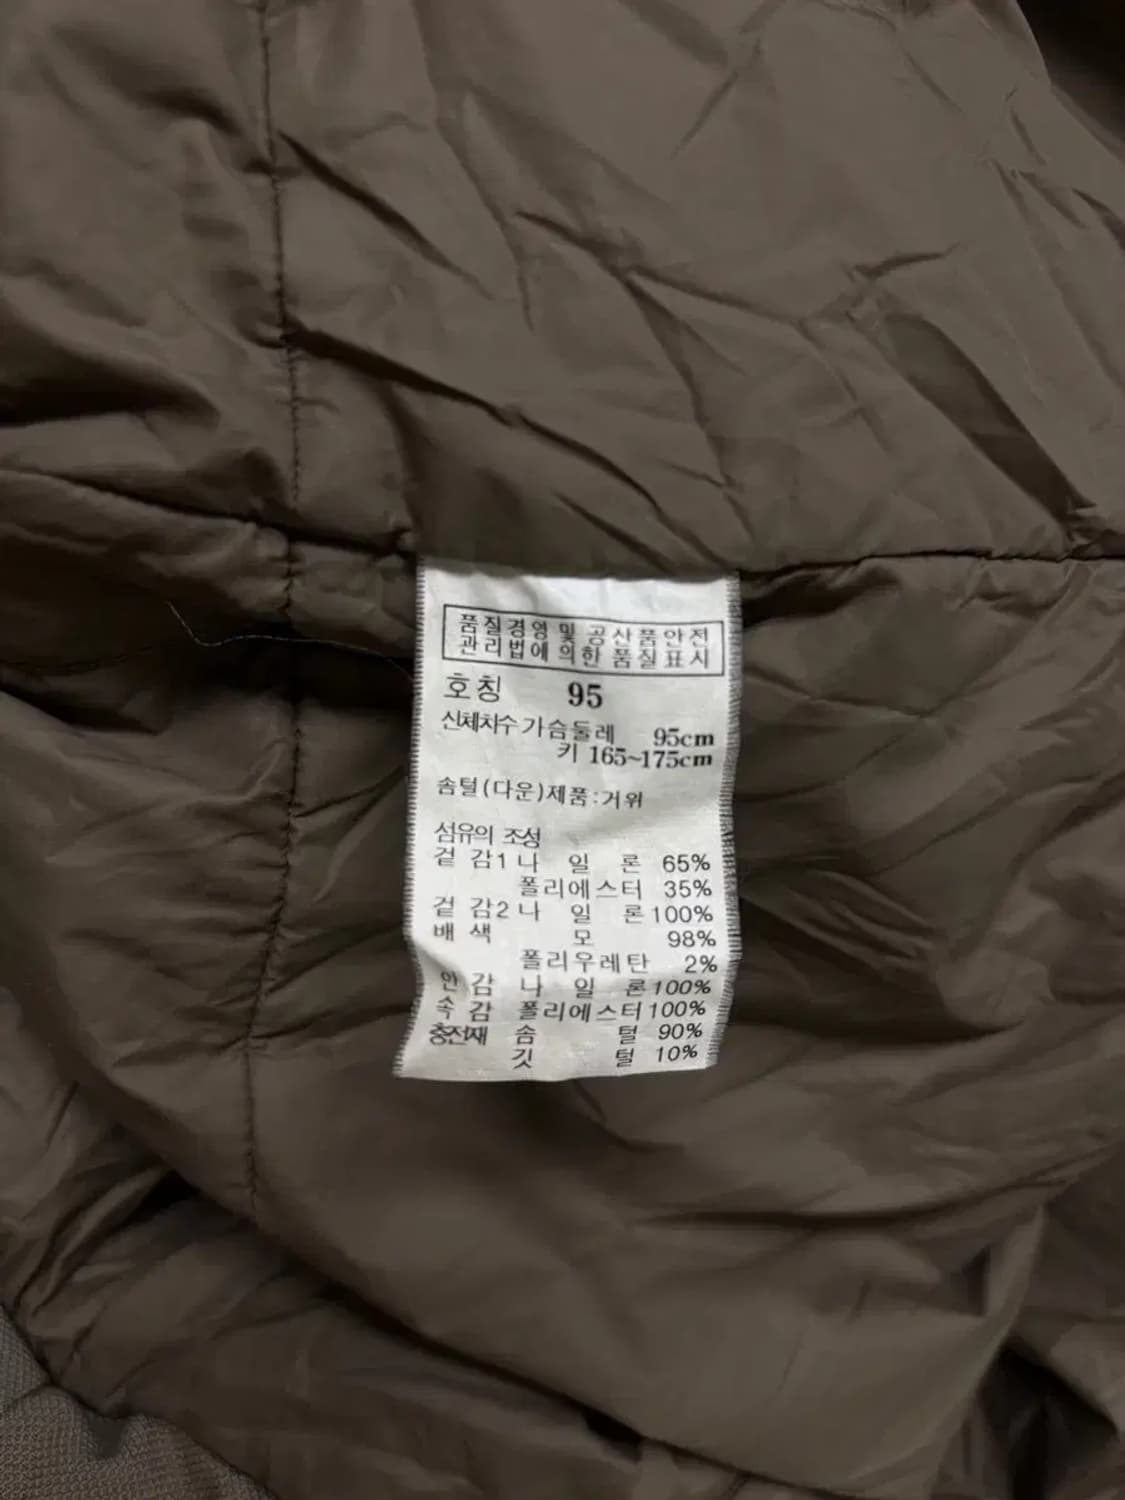 품질경영 및 공산품안전
관리법에 의한 품질표시
호칭 95
신체치수 가슴둘레 95cm
키 165~175cm
솜털(다운)제품:거위
섬유의 조성
겉감1 나일론 65%
폴리에스터 35%
겉감2 나일론 100%
배색 모 98%
폴리우레탄 2%
안감 나일론 100%
속감 폴리에스터 100%
충전재 솜털 90%
깃털 10%